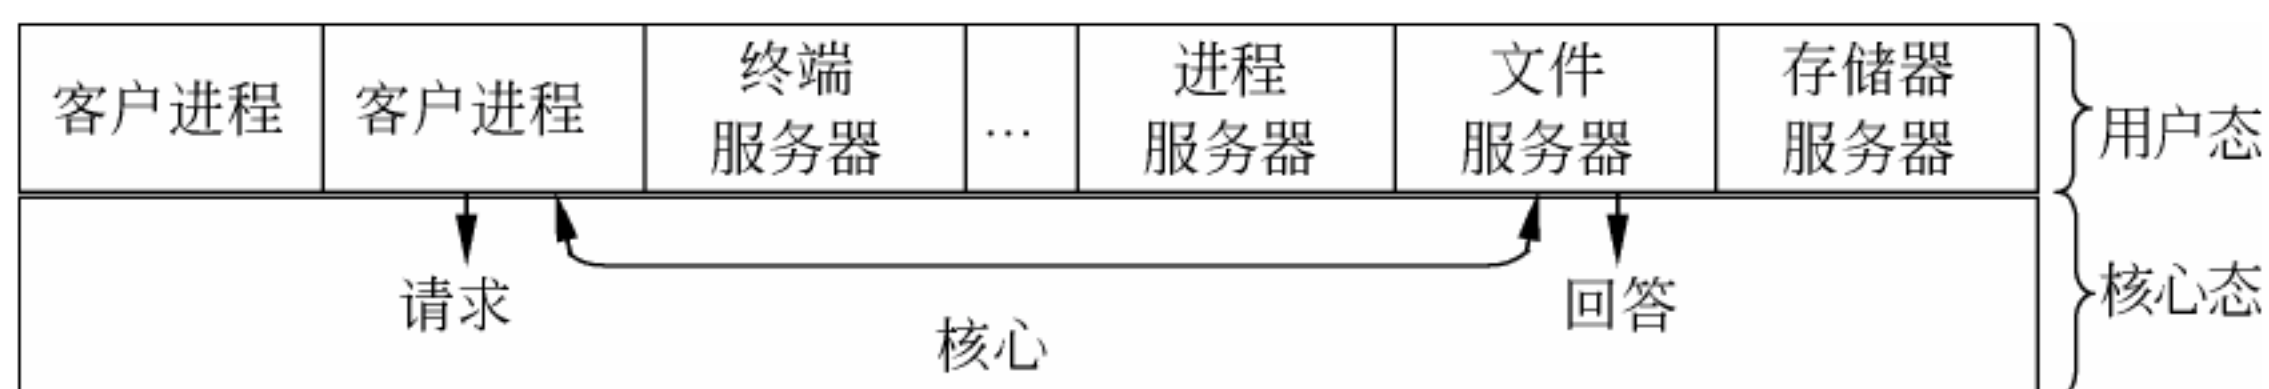 客户进程
客户进程
终端
服务器
…
进程
服务器
文件
服务器
存储器
服务器
用户态
请求
回答
核心
核心态